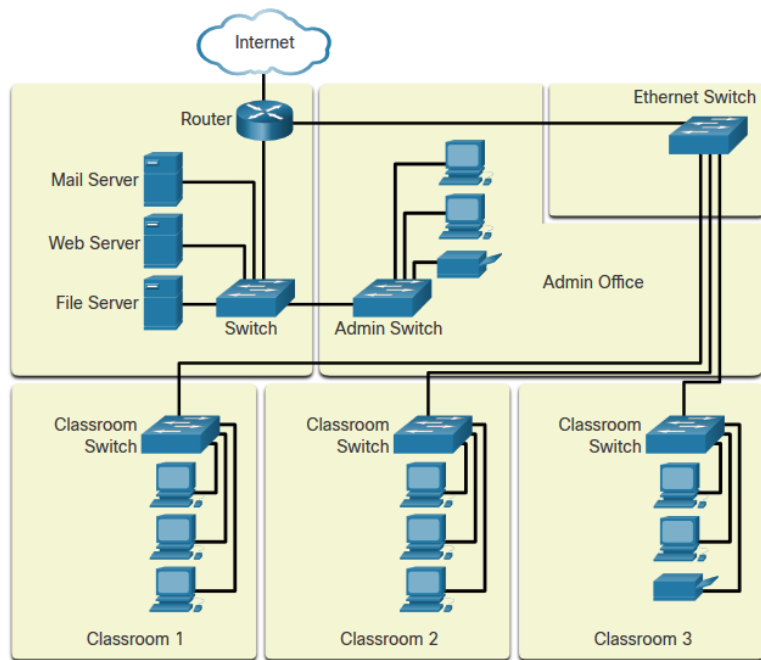 Internet
Router
Ethernet Switch
Mail Server
Web Server
File Server
Switch
Admin Switch
Admin Office
Classroom
Switch
Classroom
Switch
Classroom
Switch
Classroom 1
Classroom 2
Classroom 3